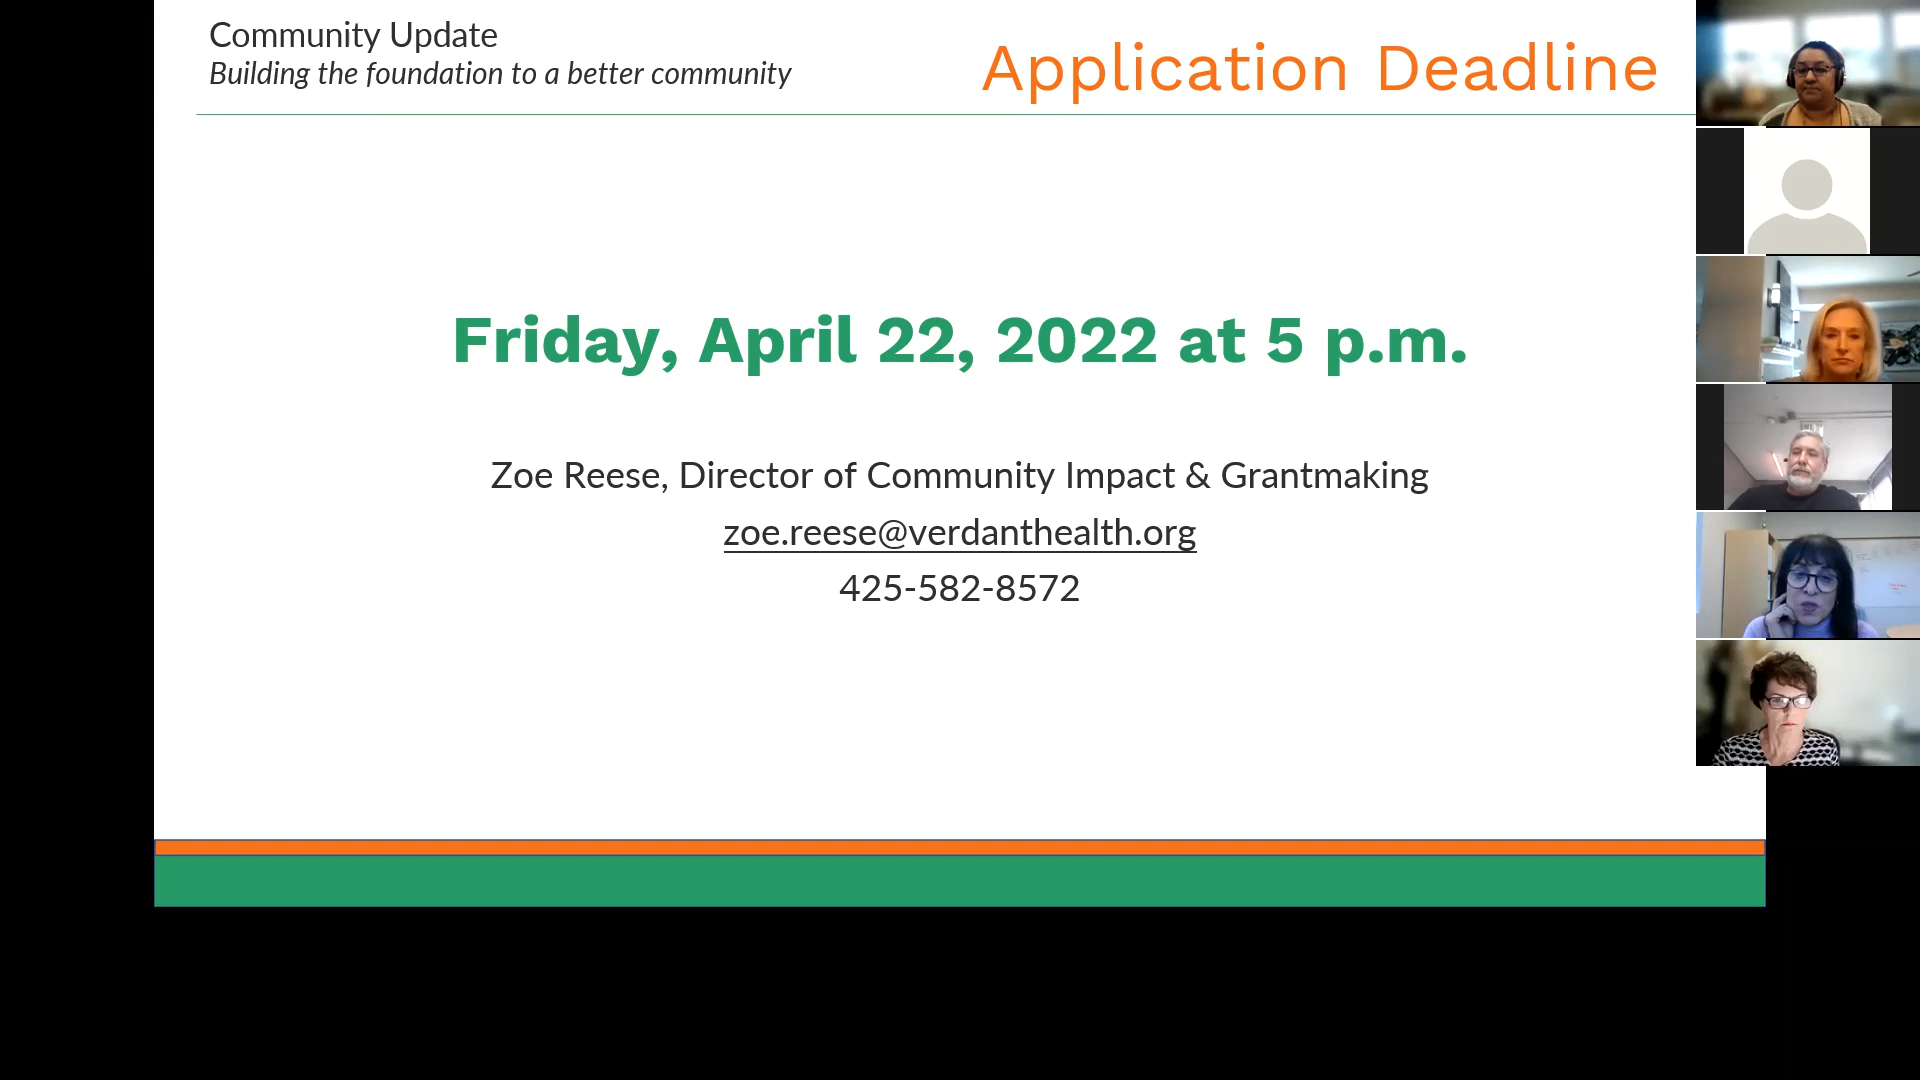 Community Update
Building the foundation to a better community
Application Deadline
Friday, April 22, 2022 at 5 p.m.
Zoe Reese, Director of Community Impact & Grantmaking
zoe.reese@verdanthealth.org
425-582-8572